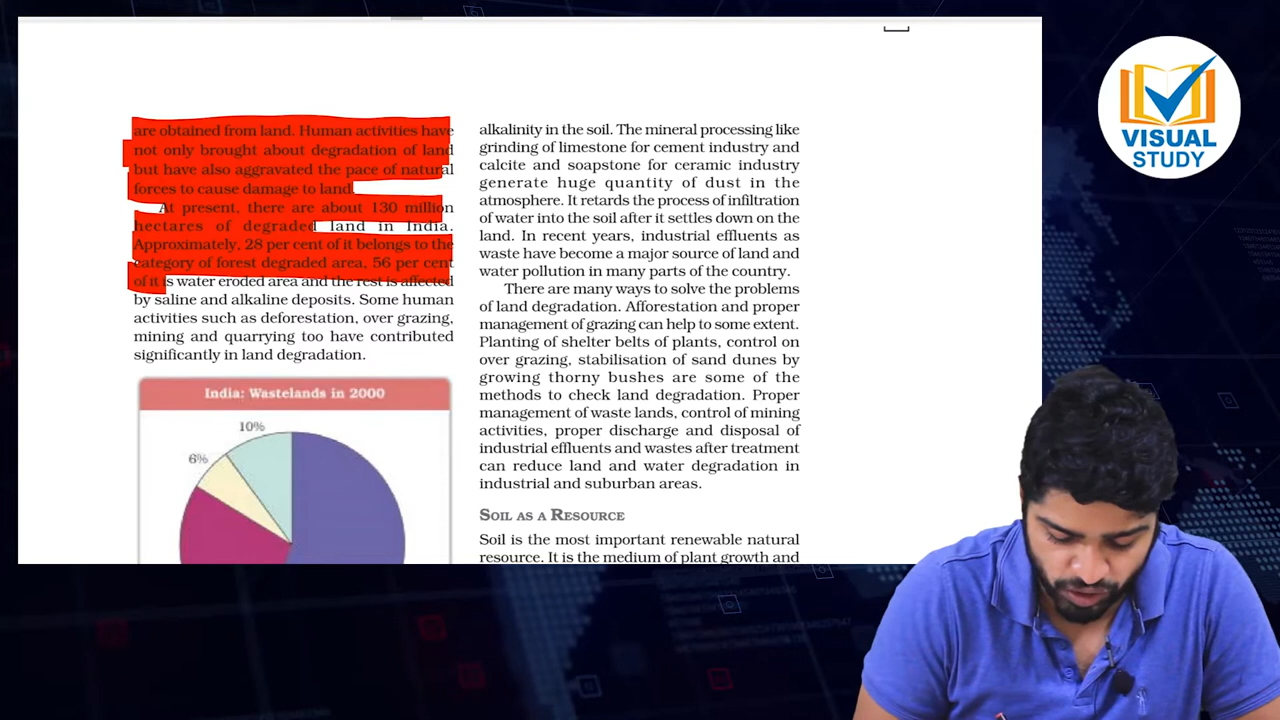 are obtained from land. Human activities have
not only brought about degradation of land
but have also aggravated the pace of natural
forces to cause damage to land.
At present, there are about 130 million
hectares of degraded land in India.
Approximately, 28 per cent of it belongs to the
category of forest degraded area, 56 per cent
of it is water eroded area and the rest is affected
by saline and alkaline deposits. Some human
activities such as deforestation, over grazing,
mining and quarrying too have contributed
significantly in land degradation.
India: Wastelands in 2000
10%
6%
alkalinity in the soil. The mineral processing like
grinding of limestone for cement industry and
calcite and soapstone for ceramic industry
generate huge quantity of dust in the
atmosphere. It retards the process of infiltration
of water into the soil after it settles down on the
land. In recent years, industrial effluents as
waste have become a major source of land and
water pollution in many parts of the country.
There are many ways to solve the problems
of land degradation. Afforestation and proper
management of grazing can help to some extent.
Planting of shelter belts of plants, control on
over grazing, stabilisation of sand dunes by
growing thorny bushes are some of the
methods to check land degradation. Proper
management of waste lands, control of mining
activities, proper discharge and disposal of
industrial effluents and wastes after treatment
can reduce land and water degradation in
industrial and suburban areas.
SOIL AS A RESOURCE
Soil is the most important renewable natural
resource. It is the medium of plant growth and
VISUAL
STUDY